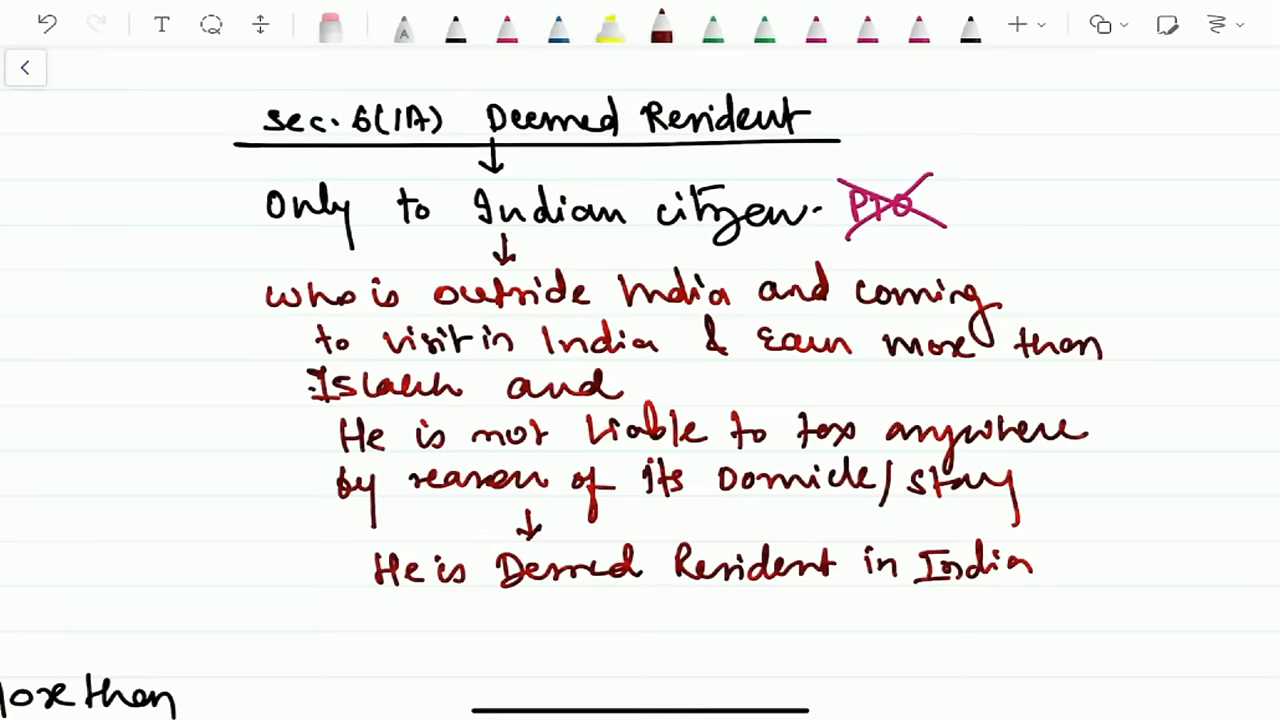 Sec. 6(1A) Deemed Resident
Only to Indian citizen. PIO
who is outside India and coming
to visit in India & Earn more than
15 lakh and
He is not liable to tax anywhere
by reason of its Domicile/stay
He is Deemed Resident in India
More than